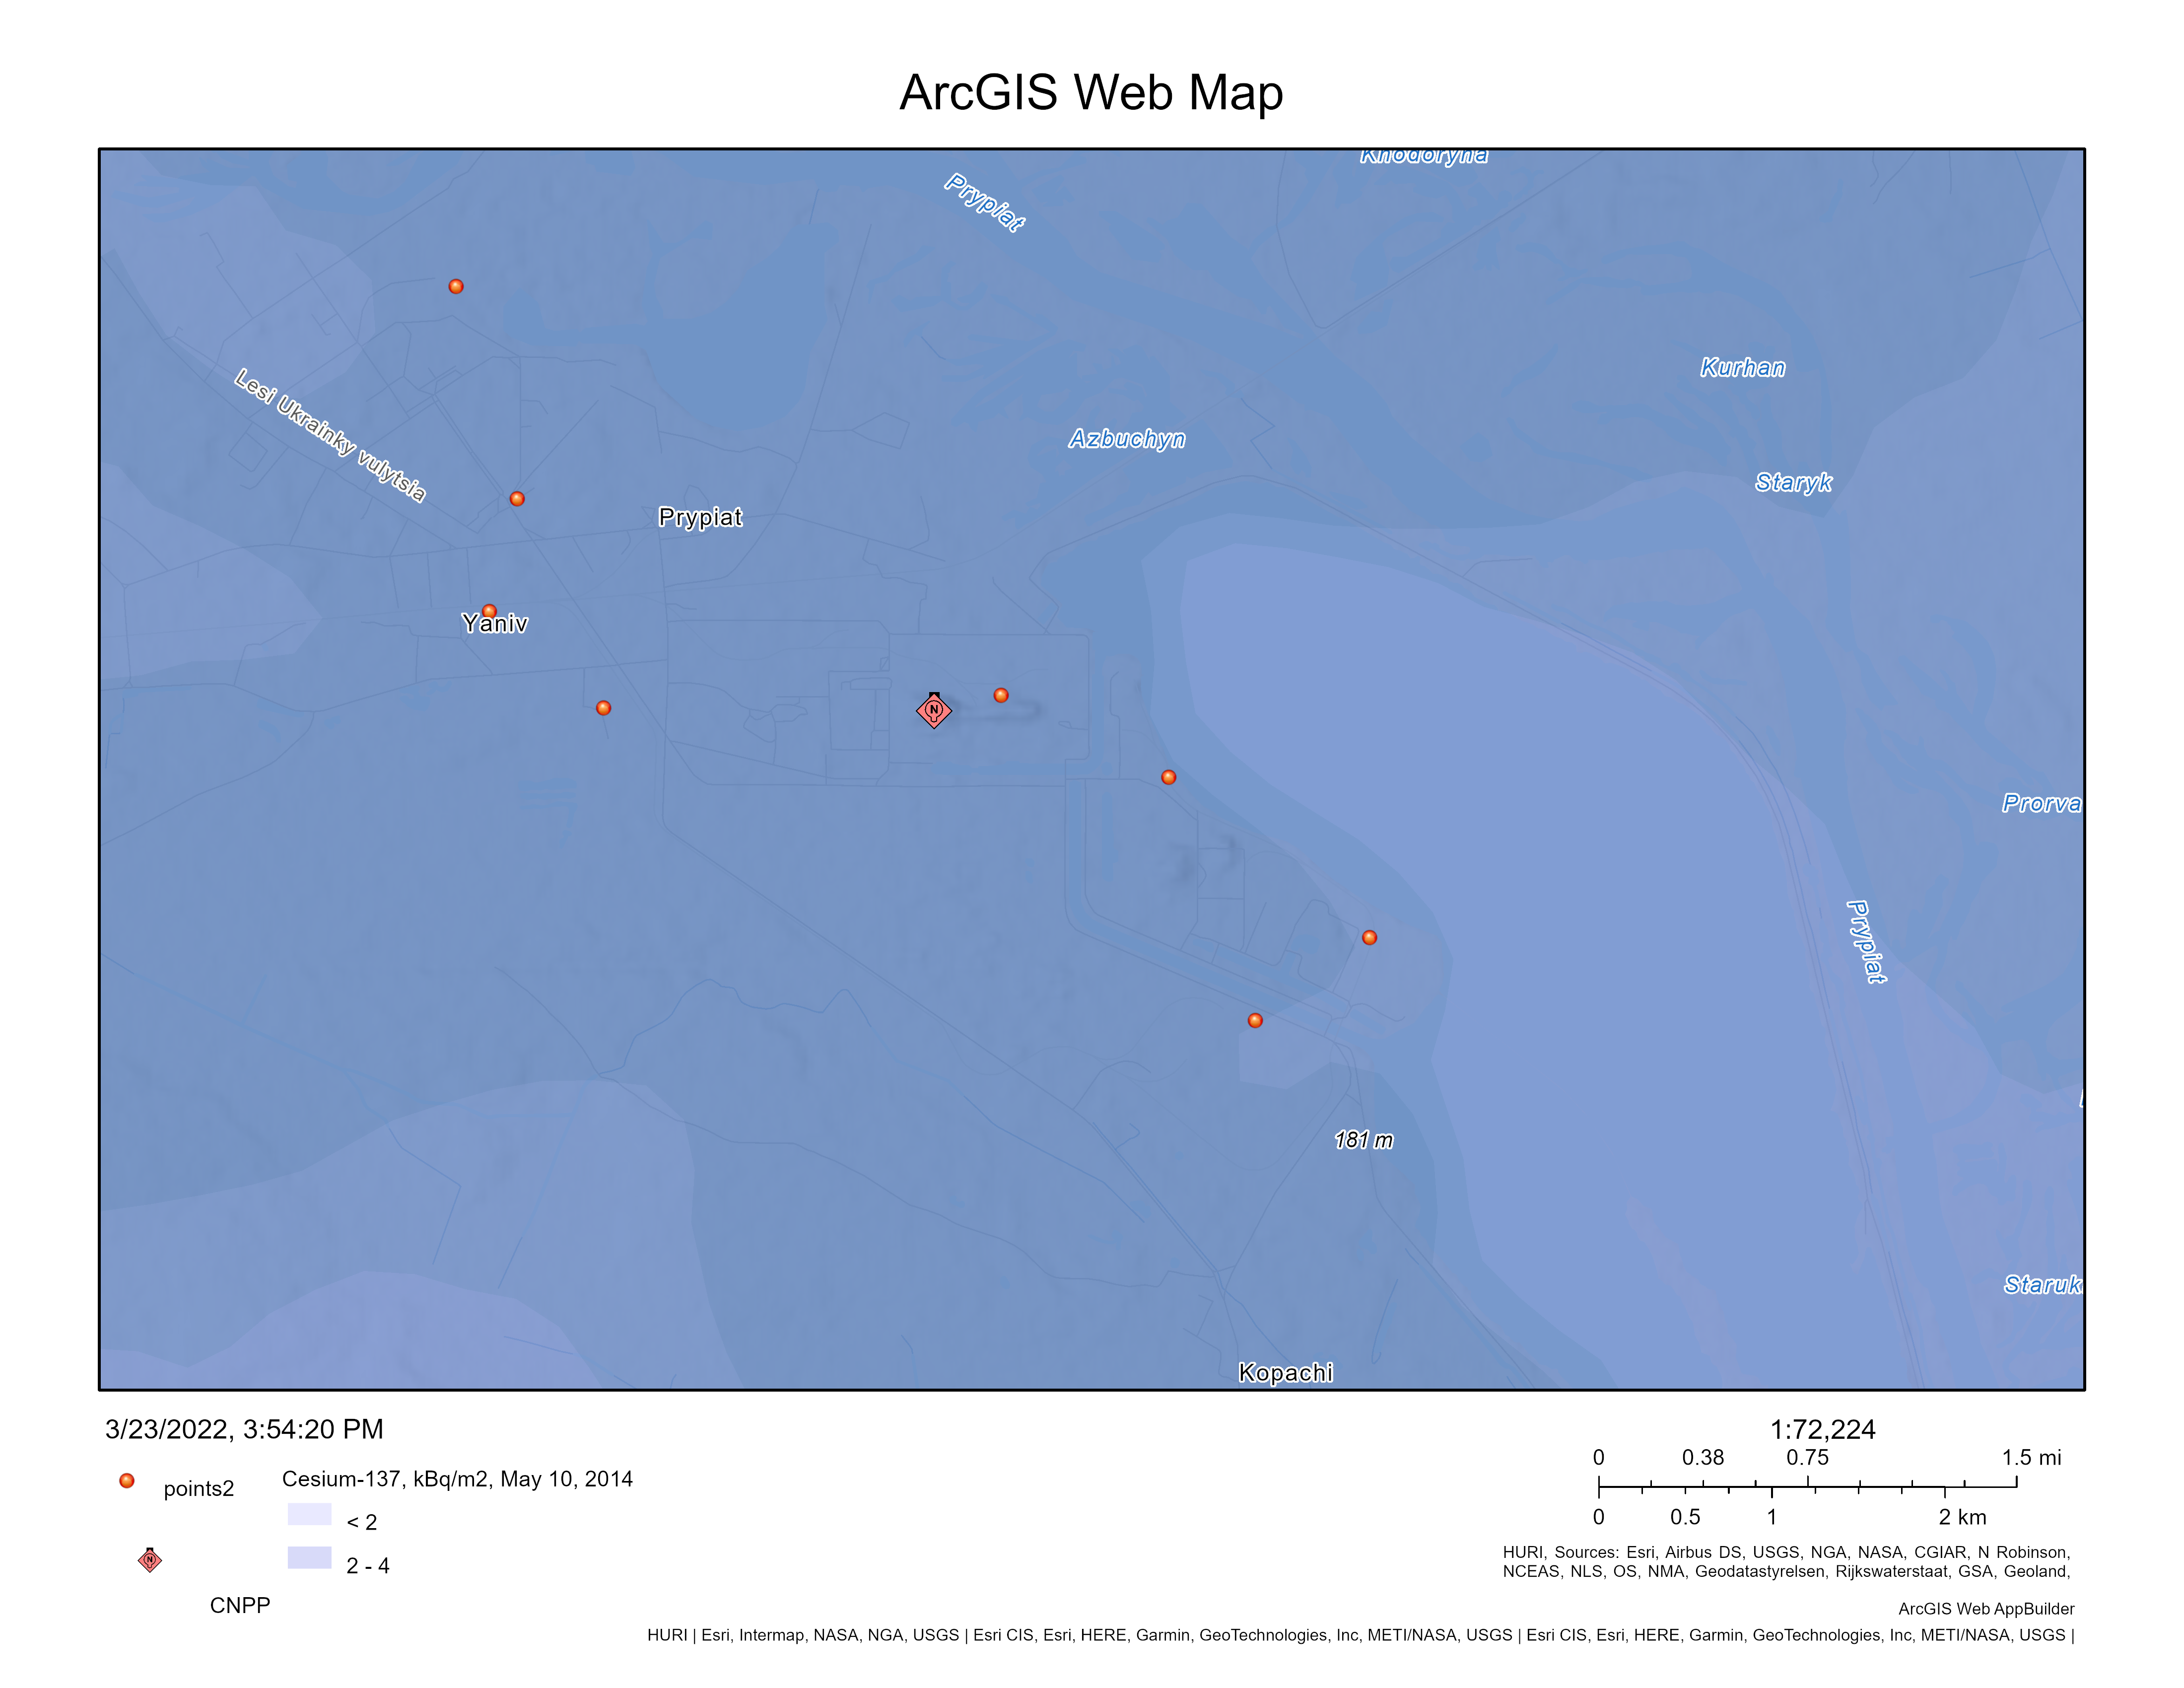 ArcGIS Web Map
Khodoryna
Prypiat
Kurhan
Lesi Ukrainky vulytsia
Azbuchyn
Staryk
Prypiat
Yaniv
N
Prorva
Prypiat
181 m
Staruk
Kopachi
3/23/2022, 3:54:20 PM
points2
N
CNPP
Cesium-137, kBq/m2, May 10, 2014
< 2
2 - 4
1:72,224
0 0.38 0.75 1.5 mi
0 0.5 1 2 km
HURI, Sources: Esri, Airbus DS, USGS, NGA, NASA, CGIAR, N Robinson,
NCEAS, NLS, OS, NMA, Geodatastyrelsen, Rijkswaterstaat, GSA, Geoland,
ArcGIS Web AppBuilder
HURI | Esri, Intermap, NASA, NGA, USGS | Esri CIS, Esri, HERE, Garmin, GeoTechnologies, Inc, METI/NASA, USGS | Esri CIS, Esri, HERE, Garmin, GeoTechnologies, Inc, METI/NASA, USGS |